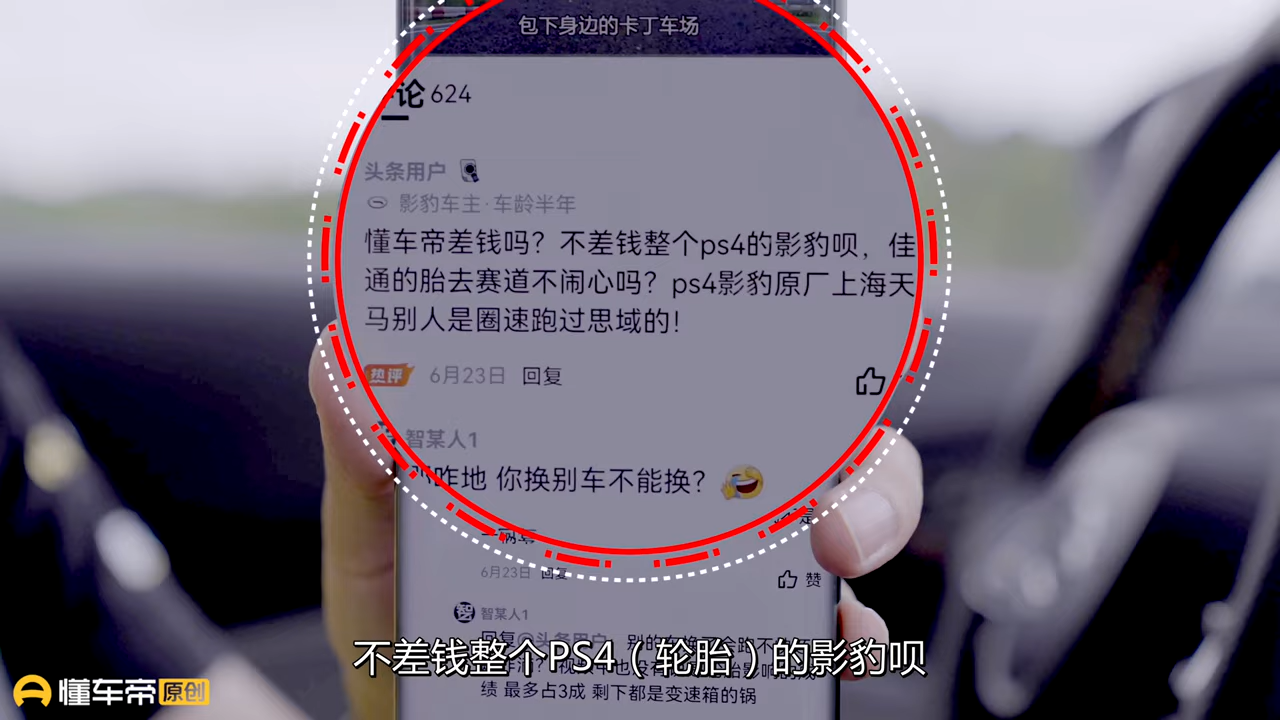 包下身边的卡丁车场
论 624
头条用户
影豹车主·车龄半年
懂车帝差钱吗？不差钱整个ps4的影豹呗，佳
通的胎去赛道不闹心吗？ps4影豹原厂上海天
马别人是圈速跑过思域的！
热评 6月23日 回复
智某人1
咋地 你换别车不能换？
6月23日 回复
赞
智 智某人1
回复@头条用户
不差钱整个PS4（轮胎）的影豹呗
绩 最多占3成 剩下都是变速箱的锅
懂车帝 原创